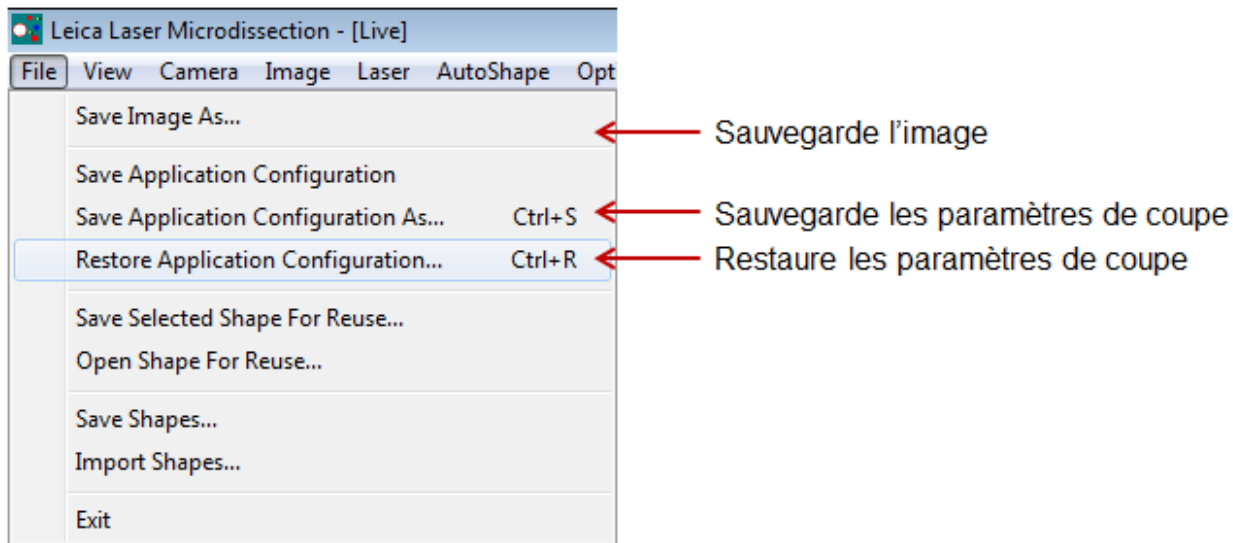 Leica Laser Microdissection - [Live]
File View Camera Image Laser AutoShape Opti
Save Image As...
Sauvegarde l'image
Save Application Configuration
Save Application Configuration As... Ctrl+S
Sauvegarde les paramètres de coupe
Restore Application Configuration... Ctrl+R
Restaure les paramètres de coupe
Save Selected Shape For Reuse...
Open Shape For Reuse...
Save Shapes...
Import Shapes...
Exit